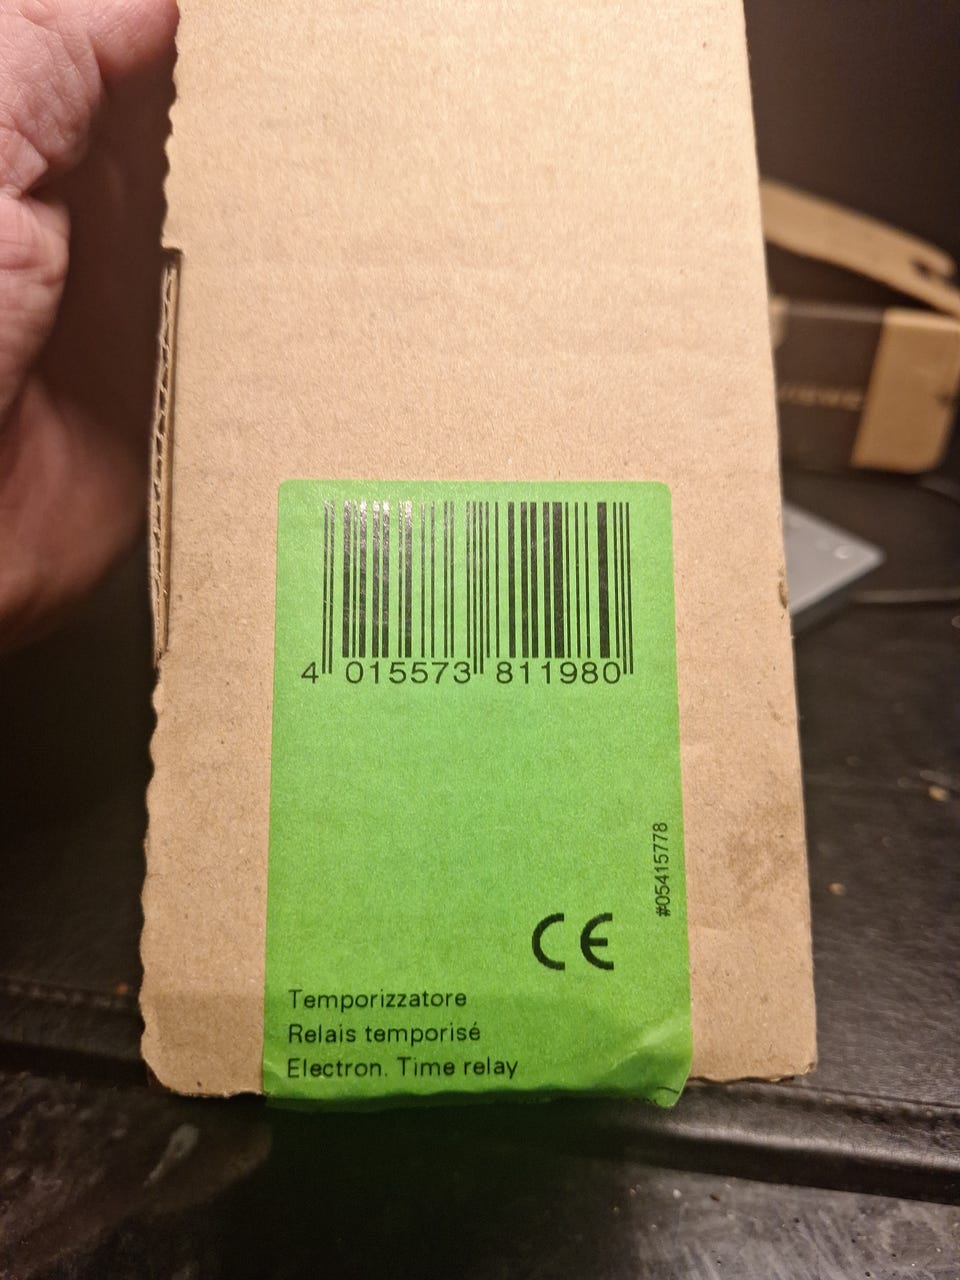 4 015573 811980
#05415778
CE
Temporizzatore
Relais temporisé
Electron. Time relay